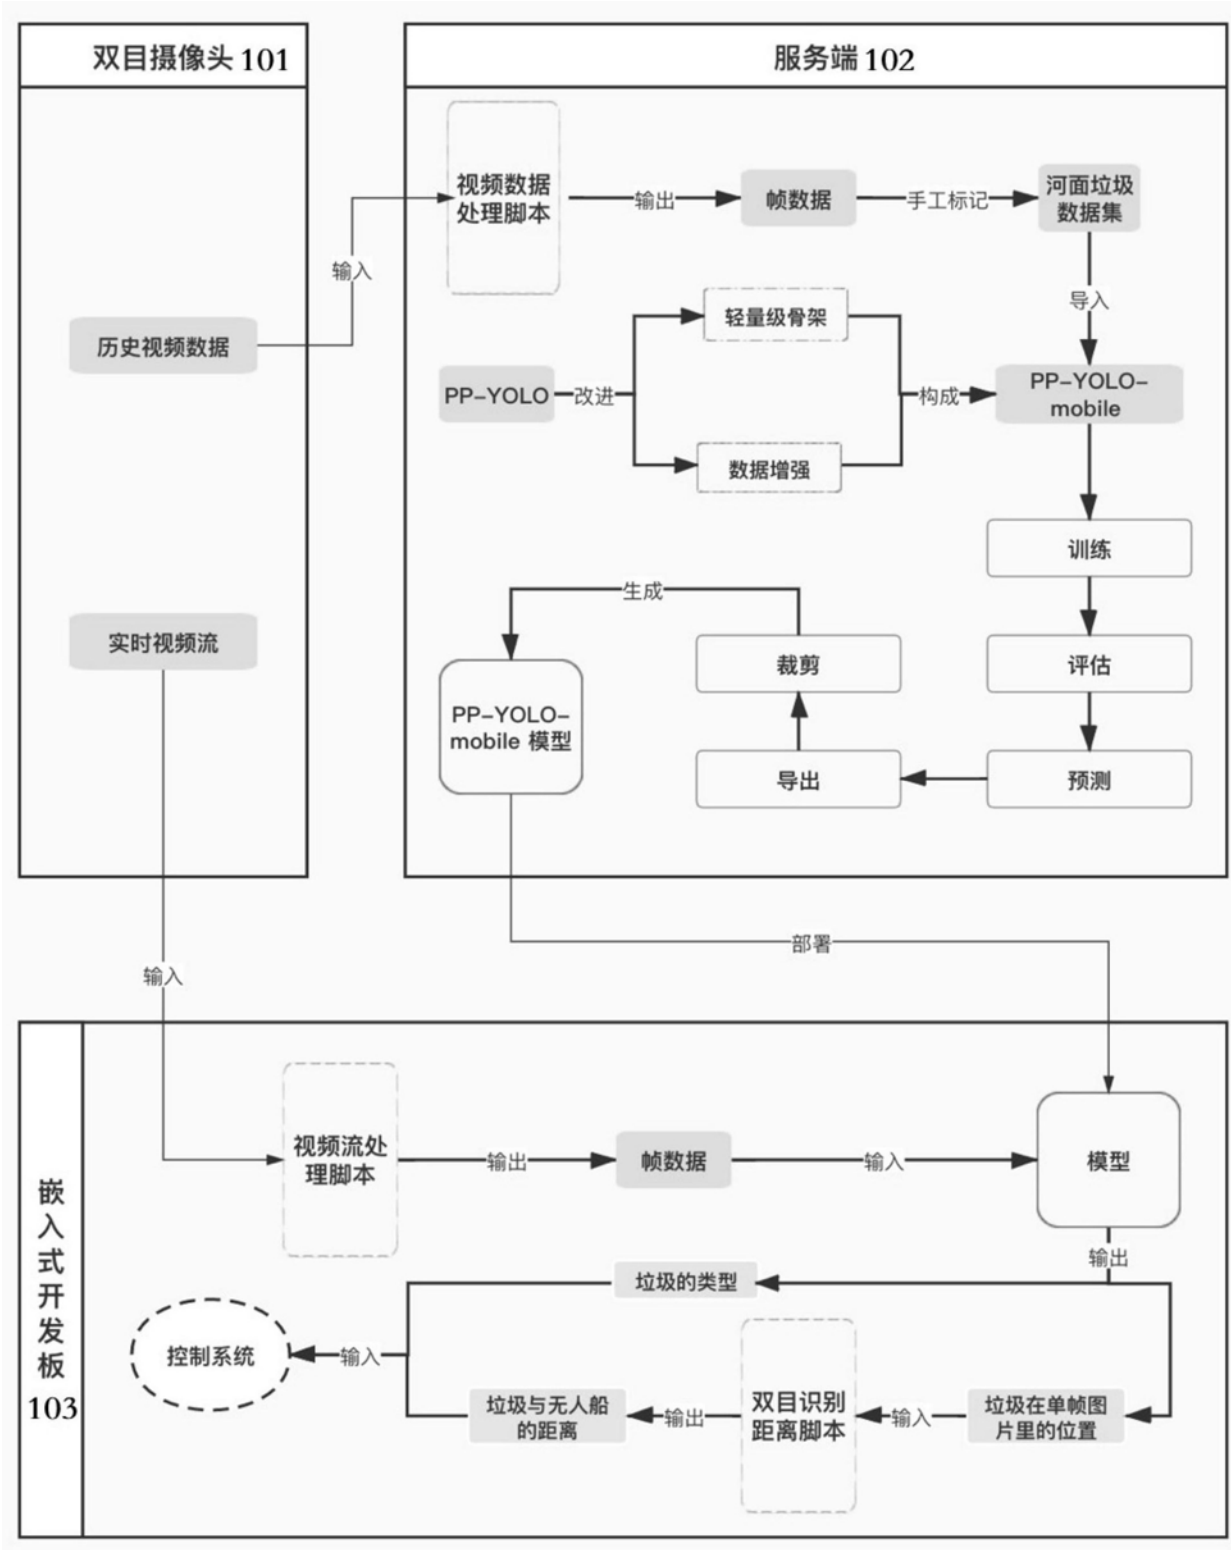 双目摄像头 101
服务端 102
视频数据
处理脚本
输出
帧数据
手工标记
河面垃圾
数据集
输入
导入
历史视频数据
轻量级骨架
PP-YOLO
改进
构成
PP-YOLO-
mobile
数据增强
训练
生成
实时视频流
裁剪
评估
PP-YOLO-
mobile 模型
导出
预测
部署
输入
嵌
入
式
开
发
板
103
视频流处
理脚本
输出
帧数据
输入
模型
输出
垃圾的类型
控制系统
输入
垃圾与无人船
的距离
输出
双目识别
距离脚本
输入
垃圾在单帧图
片里的位置